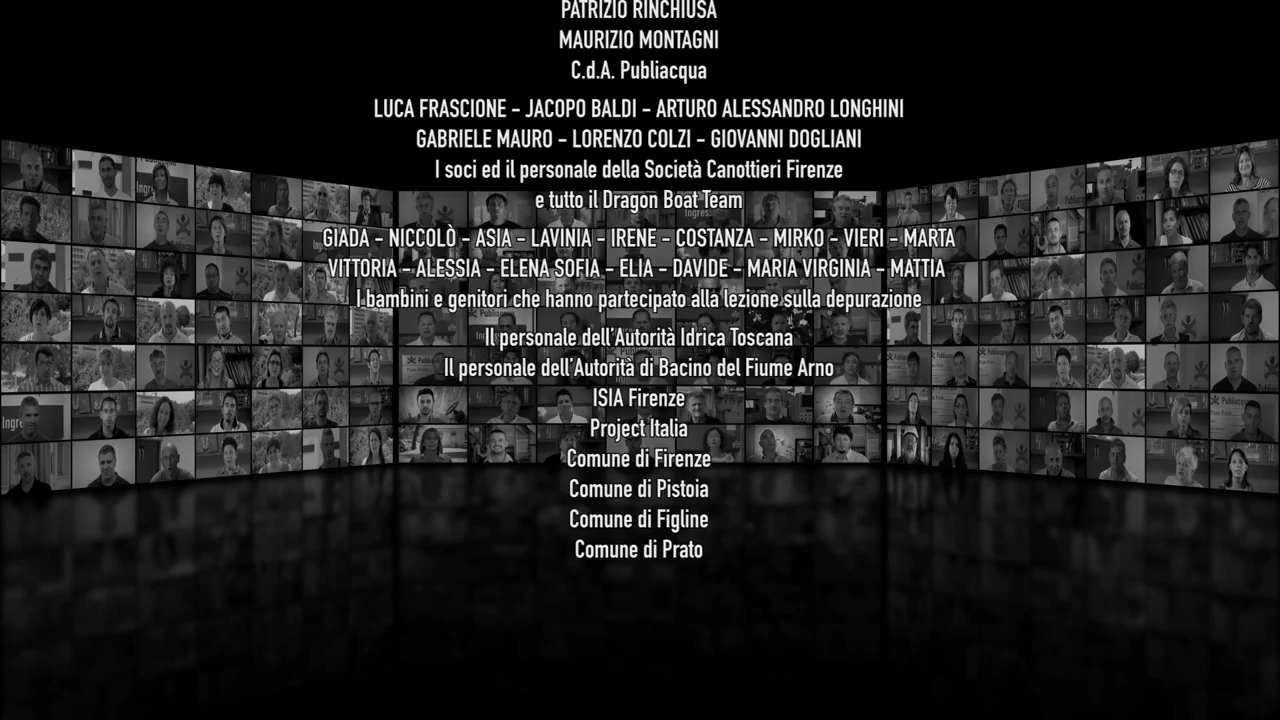 PATRIZIO RINCHIUSA
MAURIZIO MONTAGNI
C.d.A. Publiacqua
LUCA FRASCIONE - JACOPO BALDI - ARTURO ALESSANDRO LONGHINI
GABRIELE MAURO - LORENZO COLZI - GIOVANNI DOGLIANI
I soci ed il personale della Società Canottieri Firenze
e tutto il Dragon Boat Team
GIADA - NICCOLÒ - ASIA - LAVINIA - IRENE - COSTANZA - MIRKO - VIERI - MARTA
VITTORIA - ALESSIA - ELENA SOFIA - ELIA - DAVIDE - MARIA VIRGINIA - MATTIA
I bambini e genitori che hanno partecipato alla lezione sulla depurazione
Il personale dell'Autorità Idrica Toscana
Il personale dell'Autorità di Bacino del Fiume Arno
ISIA Firenze
Project Italia
Comune di Firenze
Comune di Pistoia
Comune di Figline
Comune di Prato